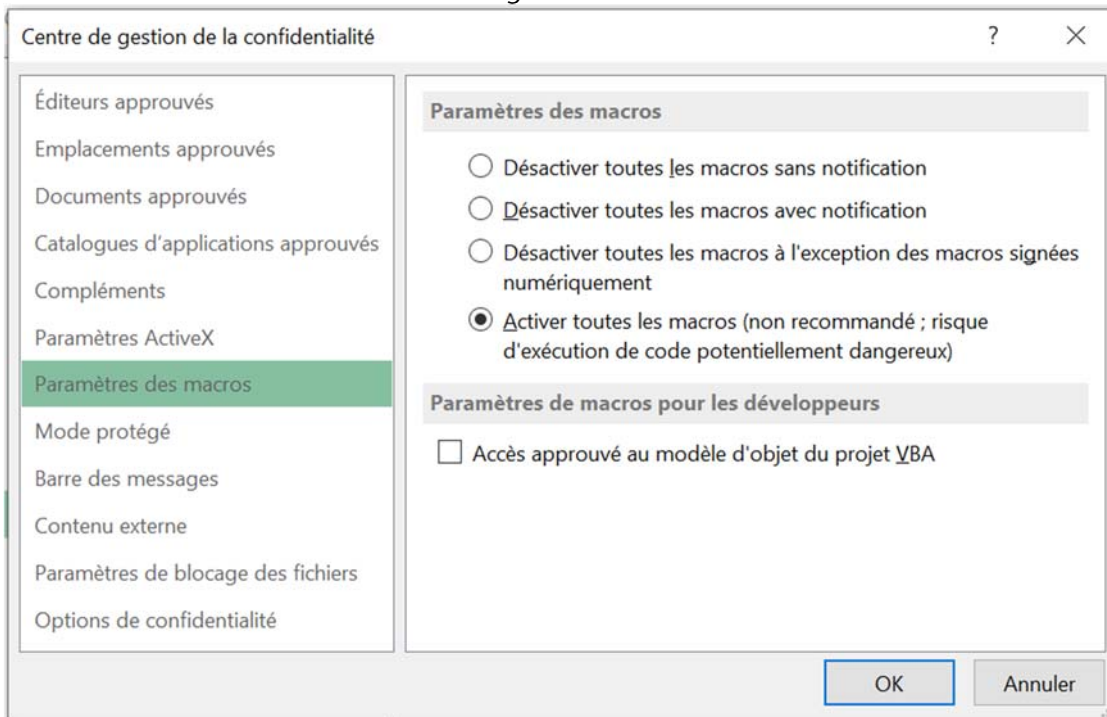 Centre de gestion de la confidentialité
?
Éditeurs approuvés
Emplacements approuvés
Documents approuvés
Catalogues d'applications approuvés
Compléments
Paramètres ActiveX
Paramètres des macros
Mode protégé
Barre des messages
Contenu externe
Paramètres de blocage des fichiers
Options de confidentialité
Paramètres des macros
Désactiver toutes les macros sans notification
Désactiver toutes les macros avec notification
Désactiver toutes les macros à l'exception des macros signées
numériquement
Activer toutes les macros (non recommandé ; risque
d'exécution de code potentiellement dangereux)
Paramètres de macros pour les développeurs
Accès approuvé au modèle d'objet du projet VBA
OK
Annuler